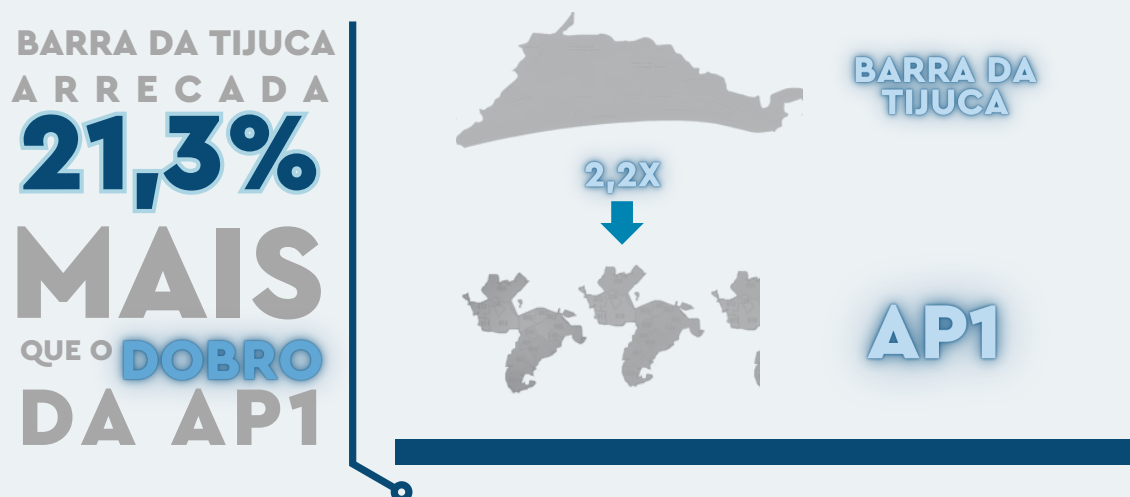 BARRA DA TIJUCA
ARRECADA
21,3%
MAIS
QUE O DOBRO
DA AP1
BARRA DA
TIJUCA
2,2X
AP1